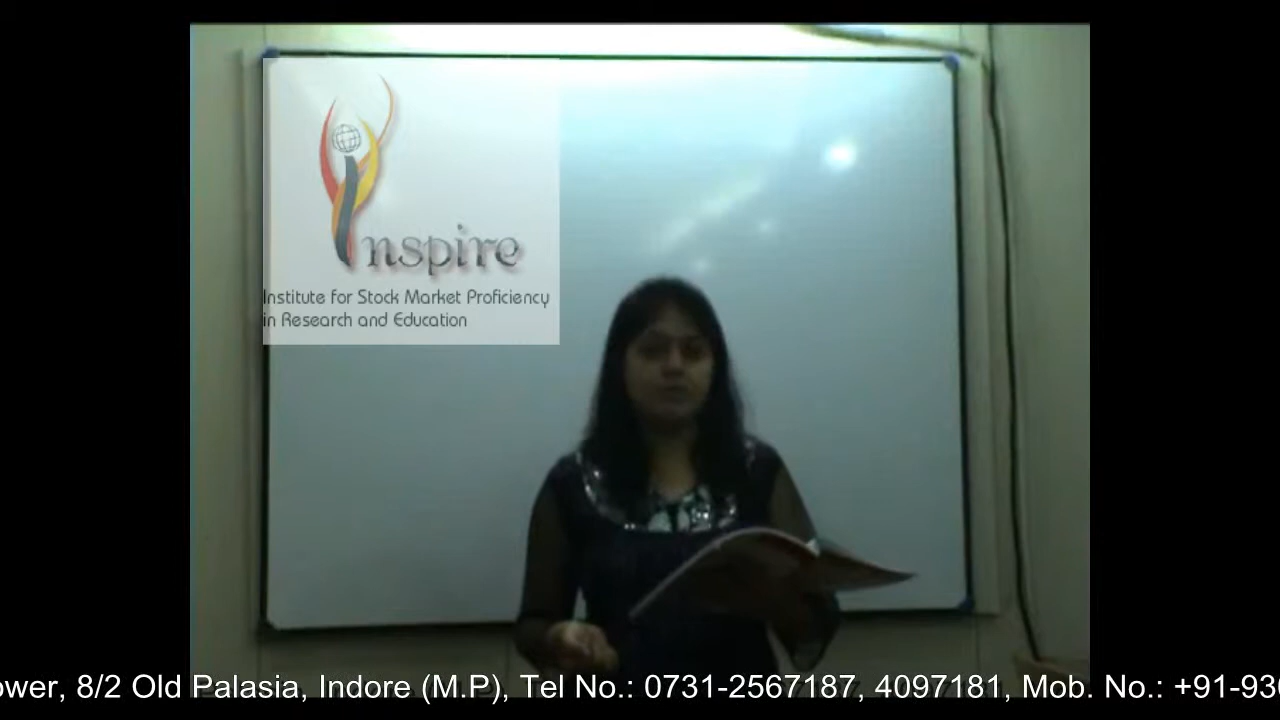 Inspire
Institute for Stock Market Proficiency
in Research and Education
ower, 8/2 Old Palasia, Indore (M.P), Tel No.: 0731-2567187, 4097181, Mob. No.: +91-93